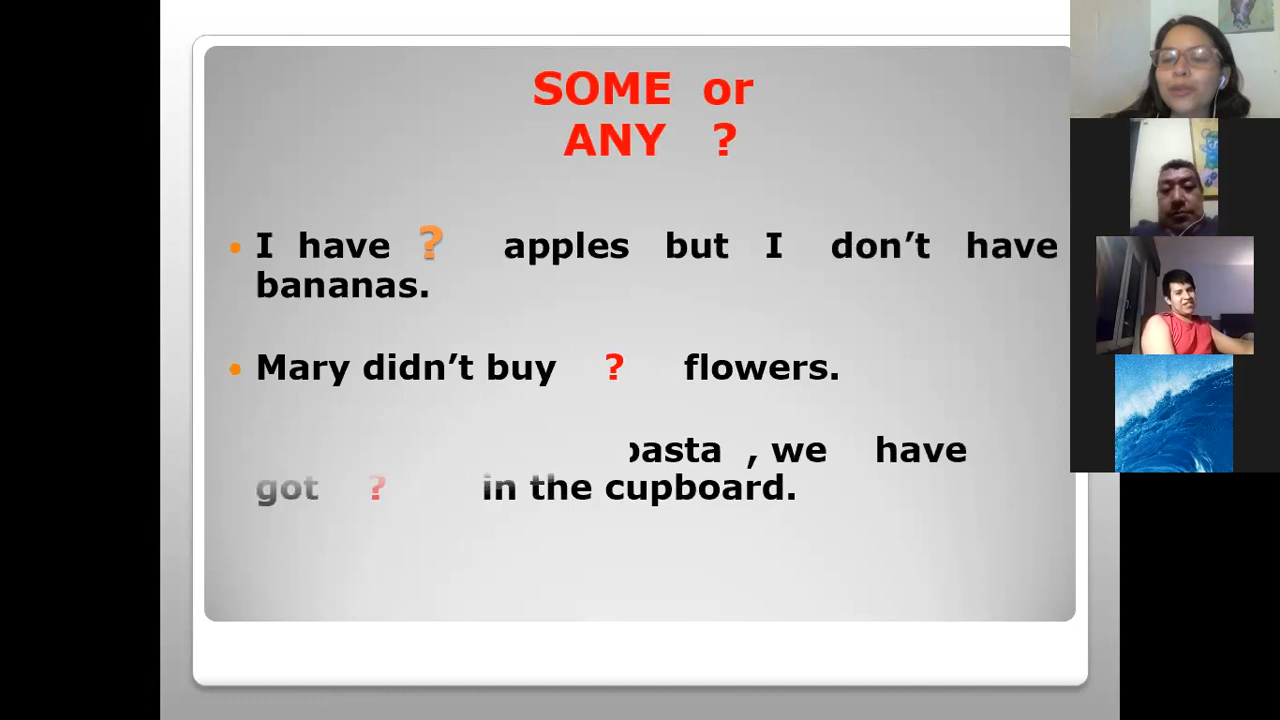 SOME or
ANY ?
I have ? apples but I don’t have
bananas.
Mary didn’t buy ? flowers.
pasta , we have
got ? in the cupboard.